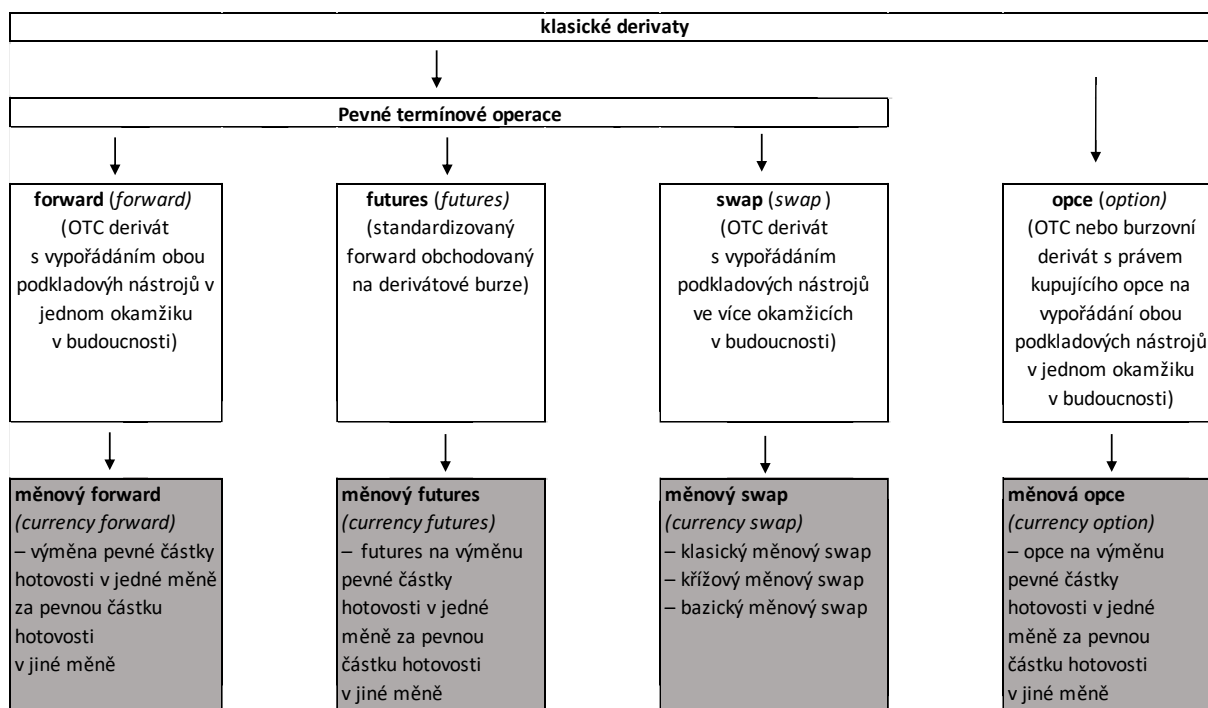 klasické derivaty
Pevné termínové operace
forward (forward)
(OTC derivát
s vypořádáním obou
podkladovýh nástrojů v
jednom okamžiku
v budoucnosti)
futures (futures)
(standardizovaný
forward obchodovaný
na derivátové burze)
swap (swap )
(OTC derivát
s vypořádáním
podkladových nástrojů
ve více okamžicích
v budoucnosti)
opce (option)
(OTC nebo burzovní
derivát s právem
kupujícího opce na
vypořádání obou
podkladových nástrojů
v jednom okamžiku
v budoucnosti)
měnový forward
(currency forward)
– výměna pevné částky
hotovosti v jedné měně
za pevnou částku
hotovosti
v jiné měně
měnový futures
(currency futures)
– futures na výměnu
pevné částky
hotovosti v jedné
měně za pevnou
částku hotovosti
v jiné měně
měnový swap
(currency swap)
– klasický měnový swap
– křížový měnový swap
– bazický měnový swap
měnová opce
(currency option)
– opce na výměnu
pevné částky
hotovosti v jedné
měně za pevnou
částku hotovosti
v jiné měně